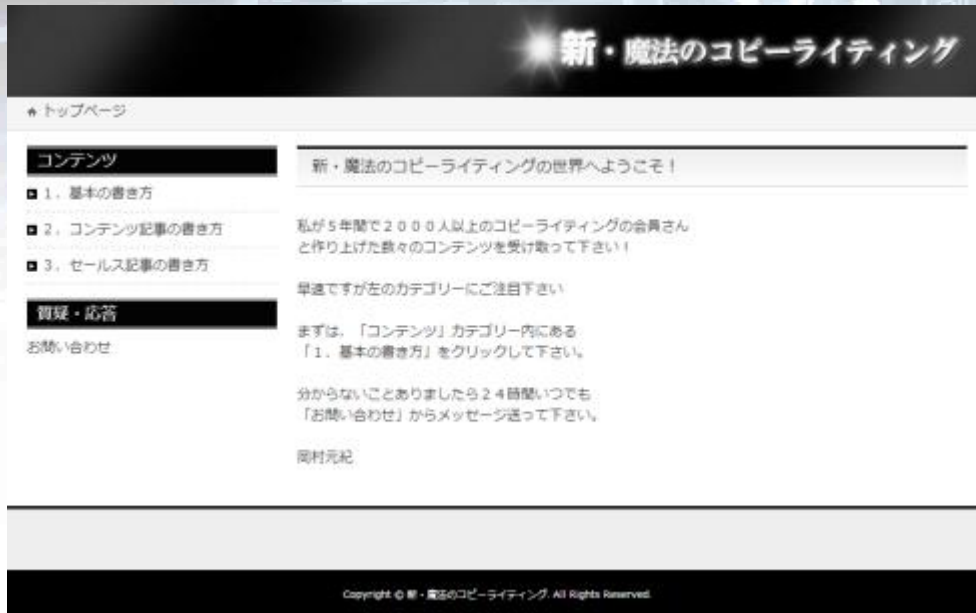 新・魔法のコピーライティング
トップページ
コンテンツ
1．基本の書き方
2．コンテンツ記事の書き方
3．セールス記事の書き方
質疑・応答
お問い合わせ
新・魔法のコピーライティングの世界へようこそ！
私が５年間で２０００人以上のコピーライティングの会員さん
と作り上げた数々のコンテンツを受け取って下さい！
早速ですが左のカテゴリーにご注目下さい
まずは、「コンテンツ」カテゴリー内にある
「１．基本の書き方」をクリックして下さい。
分からないことありましたら２４時間いつでも
「お問い合わせ」からメッセージ送って下さい。
岡村元紀
Copyright © 新・魔法のコピーライティング. All Rights Reserved.